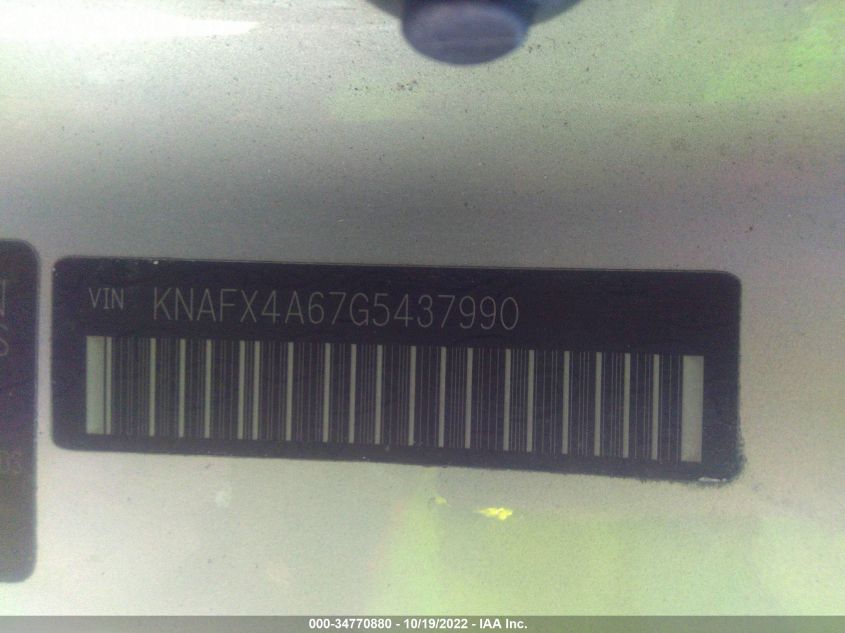 N
S
VIN KNAFX4A67G5437990
000-34770880 - 10/19/2022 - IAA Inc.